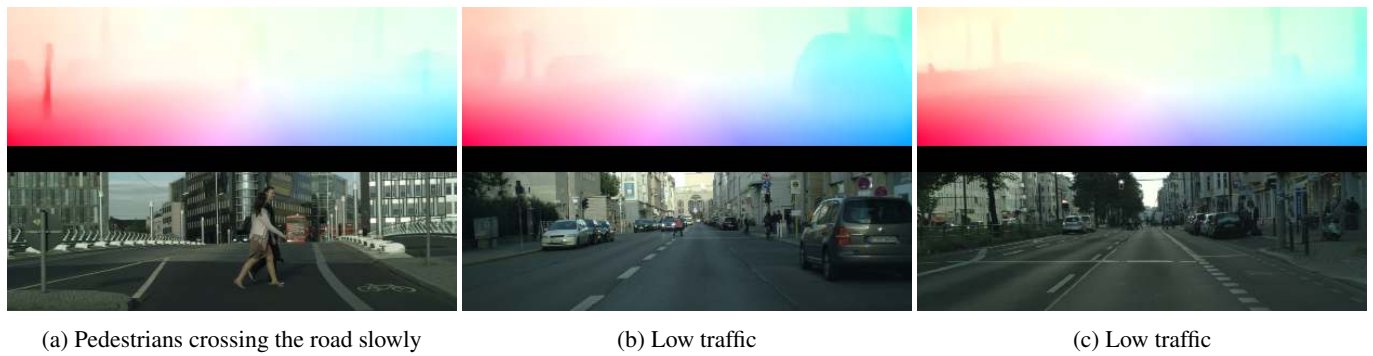 (a) Pedestrians crossing the road slowly
(b) Low traffic
(c) Low traffic